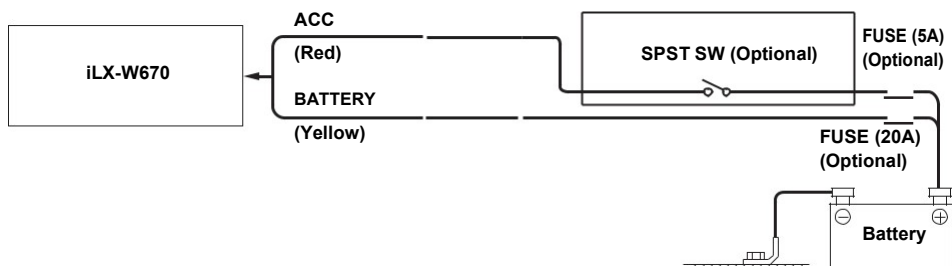 ACC
(Red)
iLX-W670
SPST SW (Optional)
FUSE (5A)
(Optional)
BATTERY
(Yellow)
FUSE (20A)
(Optional)
Battery